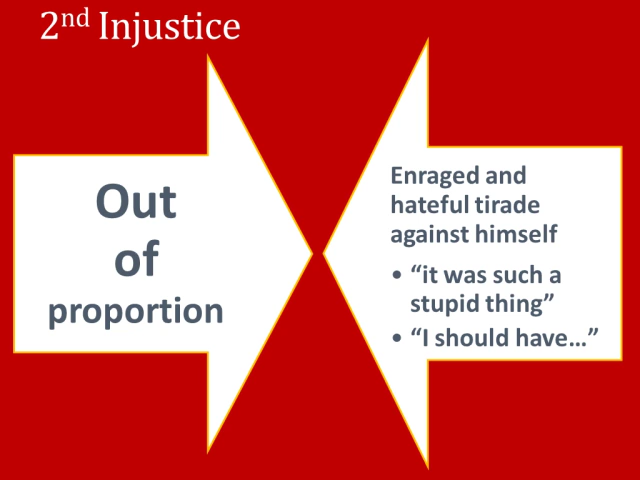 2nd Injustice
Out
of
proportion
Enraged and
hateful tirade
against himself
• “it was such a
stupid thing”
• “I should have…”